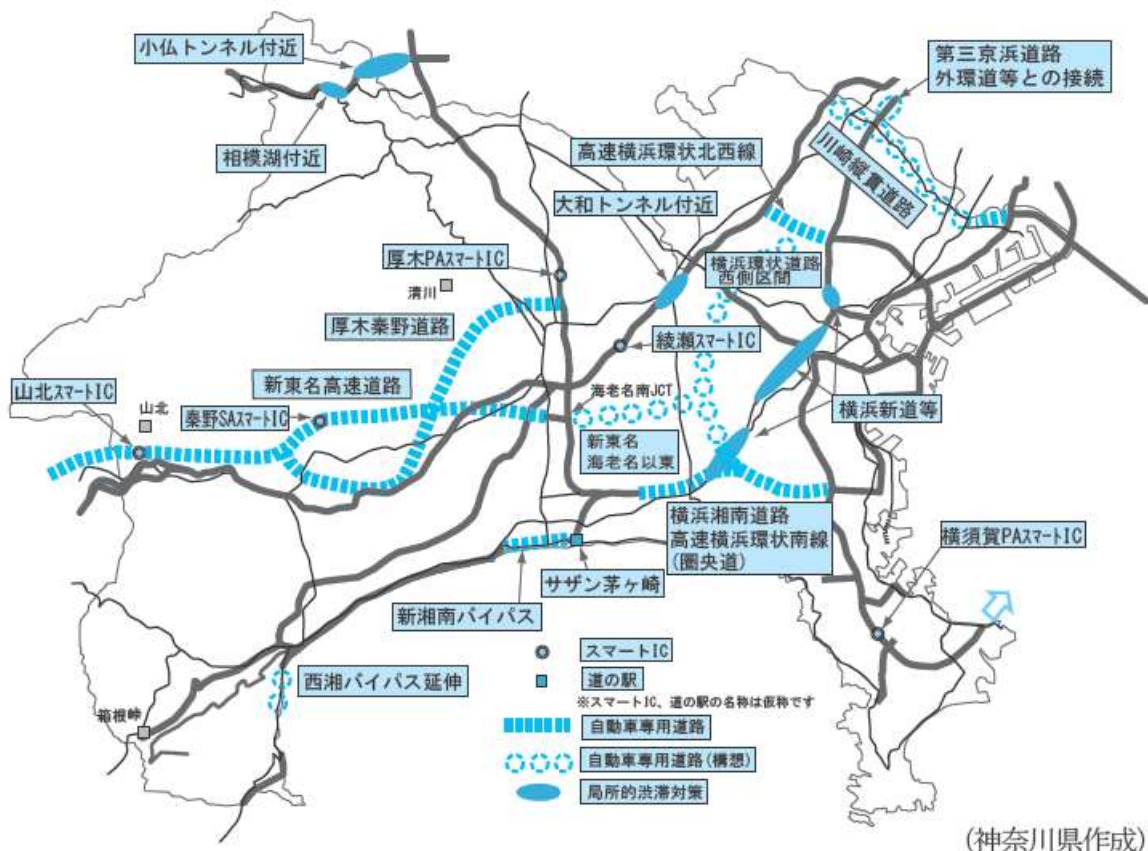 小仏トンネル付近
第三京浜道路
外環道等との接続
相模湖付近
高速横浜環状北西線
川崎縦貫道路
大和トンネル付近
厚木PAスマートIC
横浜環状道路
西側区間
清川
厚木秦野道路
綾瀬スマートIC
山北スマートIC
新東名高速道路
海老名南JCT
山北
秦野SAスマートIC
横浜新道等
新東名
海老名以東
横浜湘南道路
高速横浜環状南線
(圏央道)
横須賀PAスマートIC
サザン茅ヶ崎
新湘南バイパス
スマートIC
西湘バイパス延伸
道の駅
※スマートIC、道の駅の名称は仮称です
箱根峠
自動車専用道路
自動車専用道路(構想)
局所的渋滞対策
(神奈川県作成)